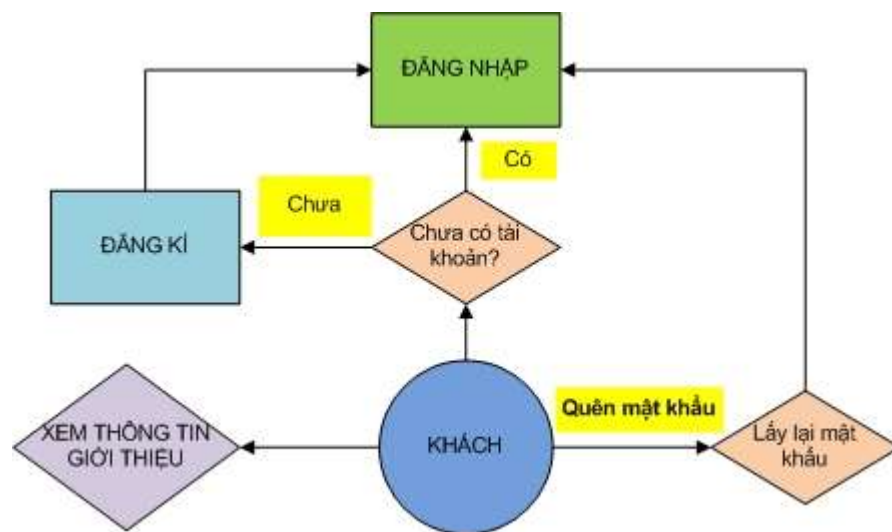 ĐĂNG NHẬP
Có
Chưa
ĐĂNG KÍ
Chưa có tài
khoản?
Quên mật khẩu
XEM THÔNG TIN
GIỚI THIỆU
KHÁCH
Lấy lại mật
khẩu